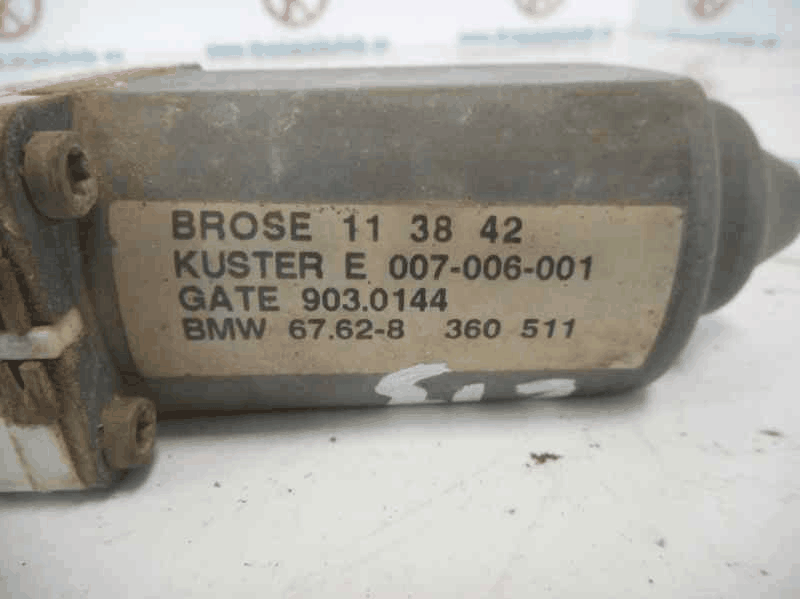 BROSE 11 38 42
KUSTER E 007-006-001
GATE 903.0144
BMW 67.62-8 360 511